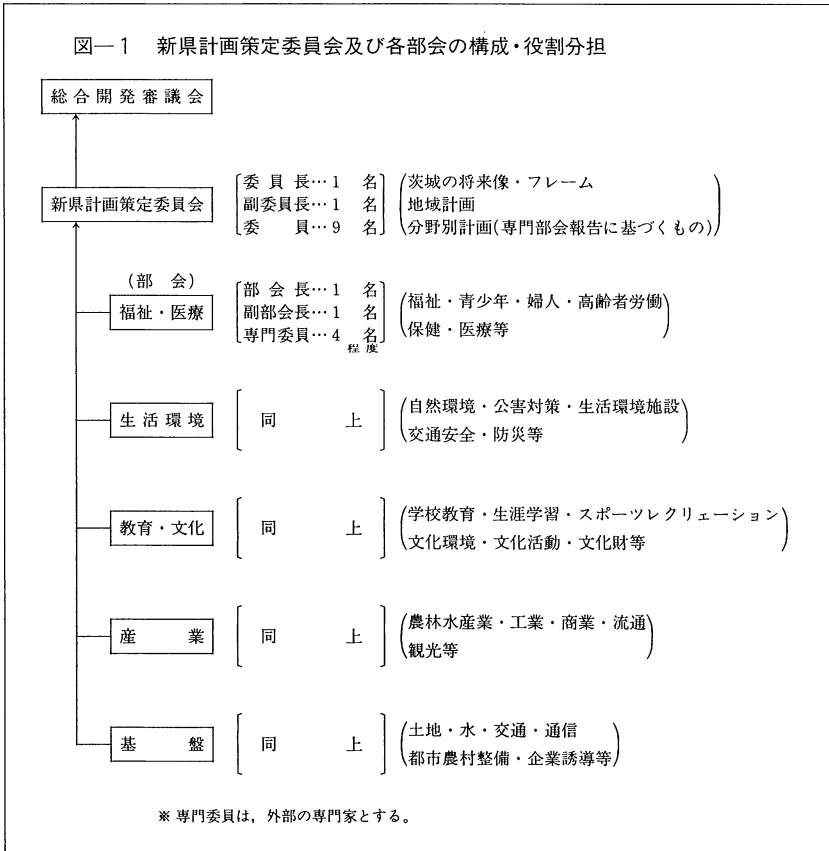 図―1 新県計画策定委員会及び各部会の構成・役割分担
総合開発審議会
新県計画策定委員会
委員長…1名
副委員長…1名
委員…9名
茨城の将来像・フレーム
地域計画
分野別計画(専門部会報告に基づくもの)
(部会)
福祉・医療
部会長…1名
副部会長…1名
専門委員…4名
程度
福祉・青少年・婦人・高齢者労働
保健・医療等
生活環境
同上
自然環境・公害対策・生活環境施設
交通安全・防災等
教育・文化
同上
学校教育・生涯学習・スポーツレクリェーション
文化環境・文化活動・文化財等
産業
同上
農林水産業・工業・商業・流通
観光等
基盤
同上
土地・水・交通・通信
都市農村整備・企業誘導等
※ 専門委員は,外部の専門家とする。